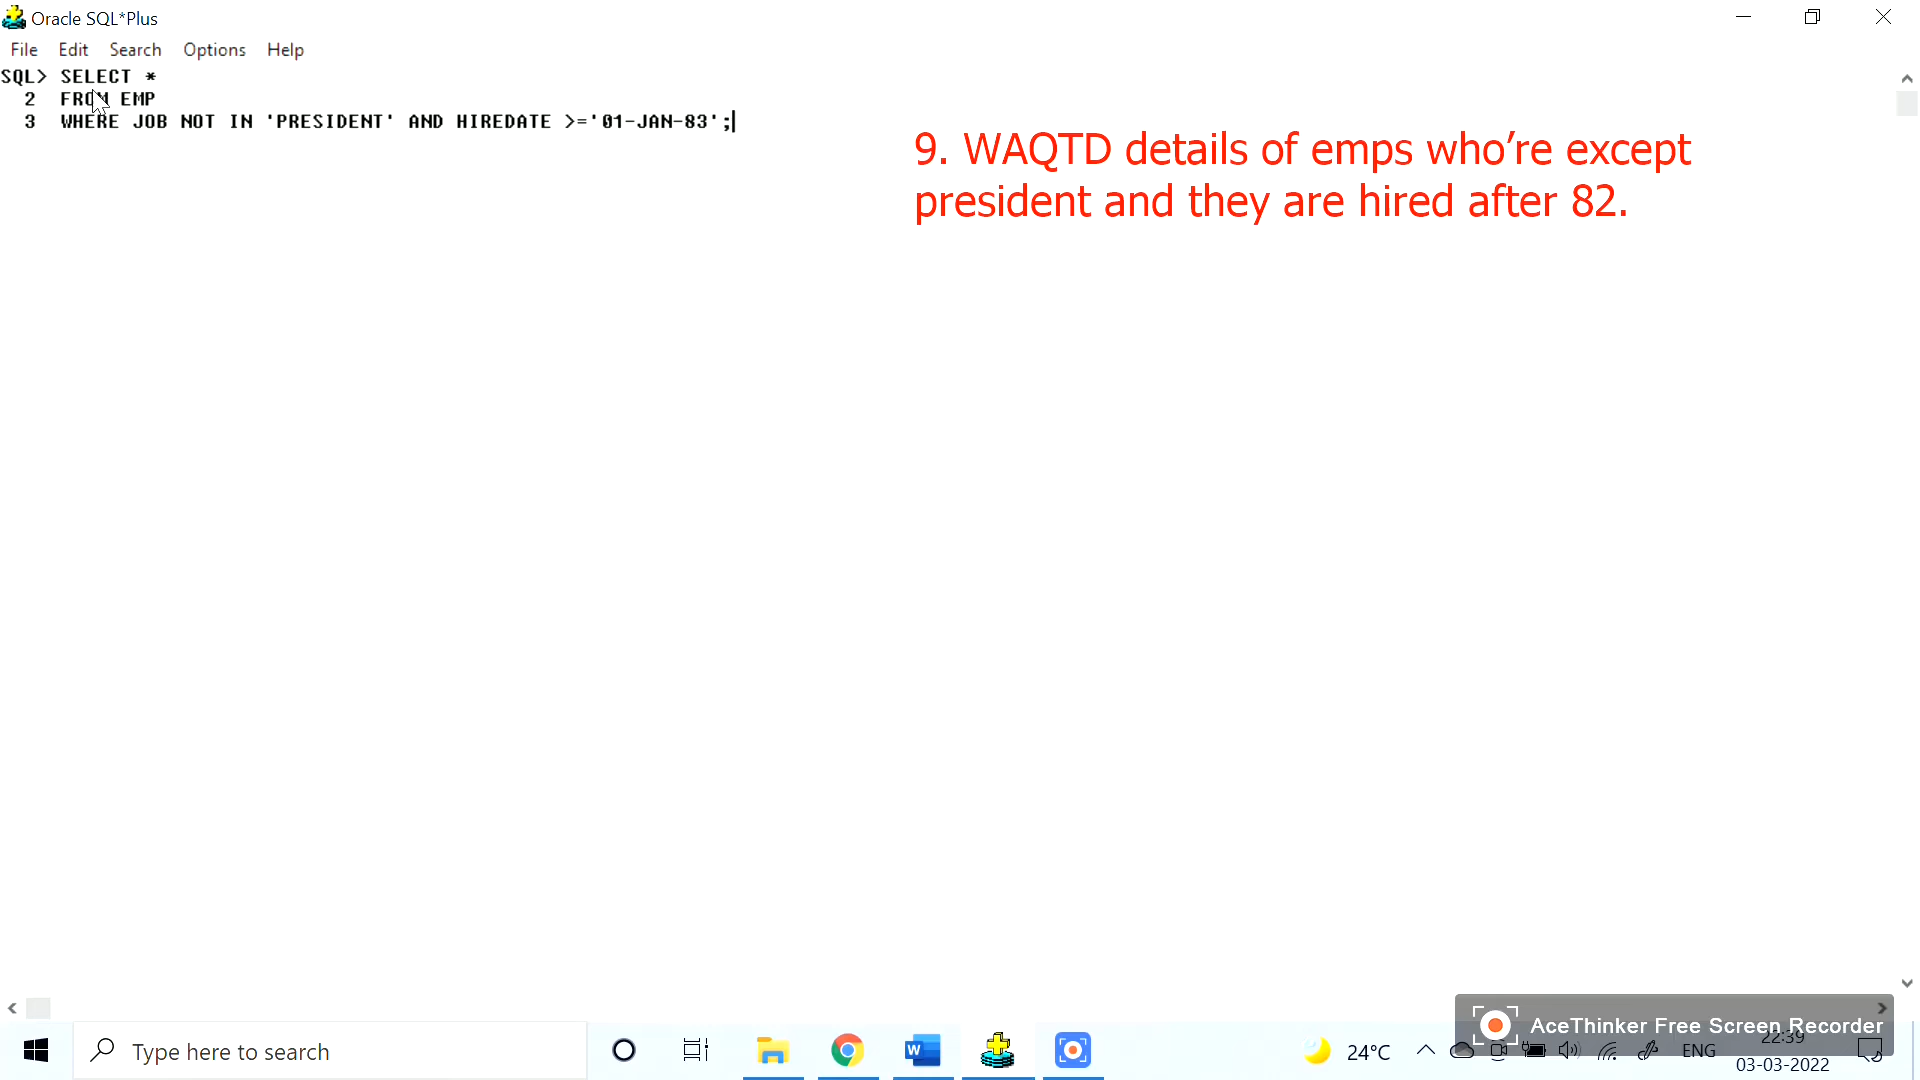 Oracle SQL*Plus
File Edit Search Options Help
SQL> SELECT *
2 FROM EMP
3 WHERE JOB NOT IN 'PRESIDENT' AND HIREDATE >='01-JAN-83';
9. WAQTD details of emps who’re except
president and they are hired after 82.
AceThinker Free Screen Recorder
Type here to search
W
24°C
ENG
22:39
03-03-2022